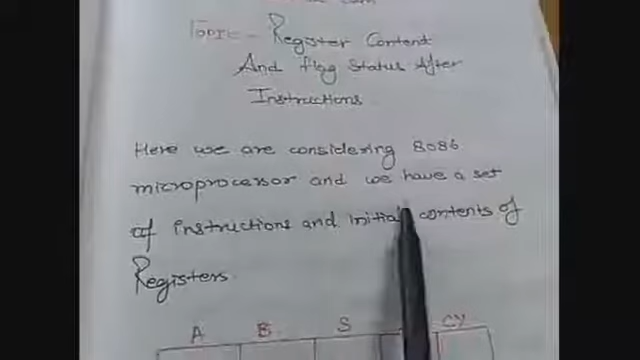 Topic - Register Content
And flag status After
Instructions
Here we are considering 8086
microprocessor and we have a set
of instructions and initial contents of
Registers.
A B S CY